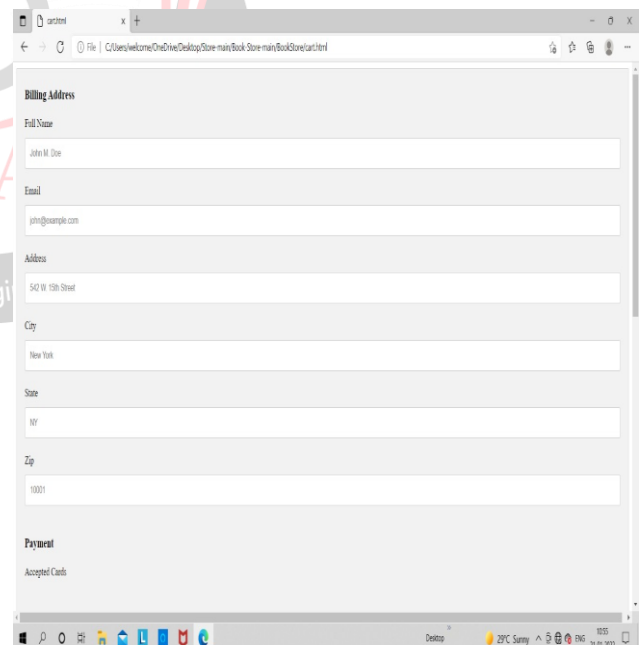 cart.html
File | C:/Users/welcome/OneDrive/Desktop/Store-main/Book-Store-main/BookStore/cart.html
Billing Address
Full Name
John M. Doe
Email
john@example.com
Address
542 W. 15th Street
City
New York
State
NY
Zip
10001
Payment
Accepted Cards
Desktop
29°C Sunny
ENG
10:55